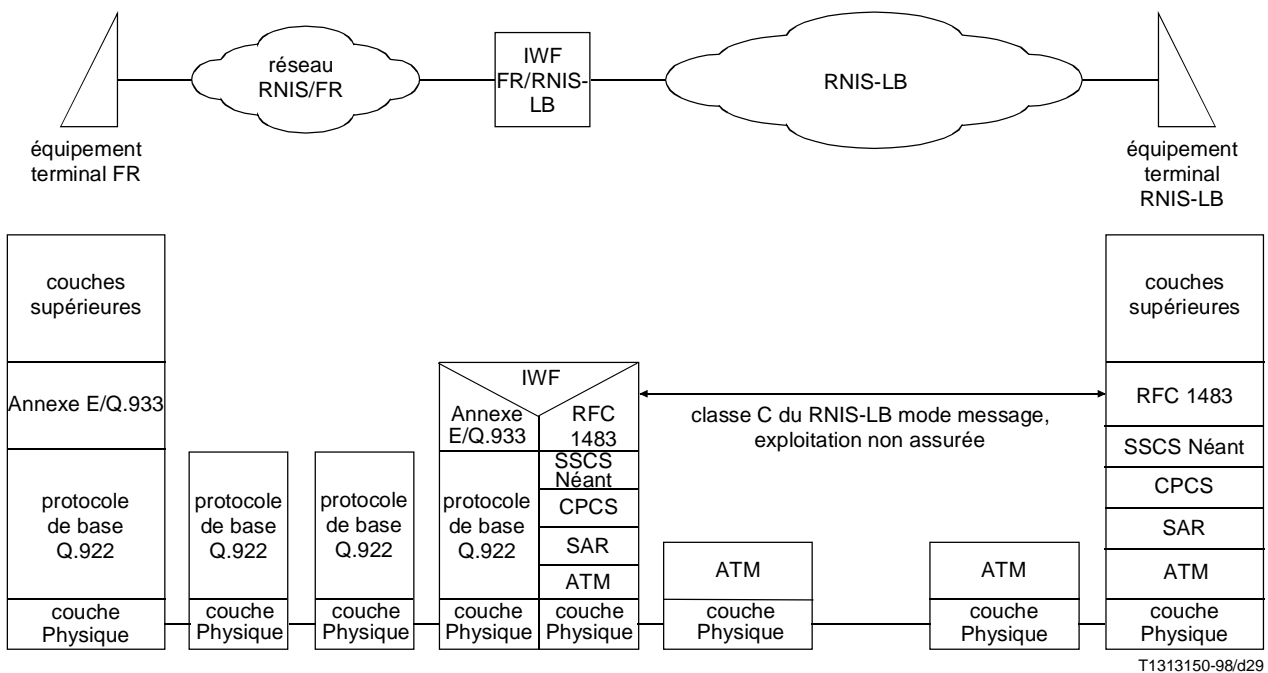 réseau
RNIS/FR
IWF
FR/RNIS-
LB
RNIS-LB
équipement
terminal FR
équipement
terminal
RNIS-LB
couches
supérieures
Annexe E/Q.933
protocole
de base
Q.922
couche
Physique
protocole
de base
Q.922
couche
Physique
protocole
de base
Q.922
couche
Physique
IWF
Annexe
E/Q.933
protocole
de base
Q.922
couche
Physique
RFC
1483
SSCS
Néant
CPCS
SAR
ATM
couche
Physique
classe C du RNIS-LB mode message,
exploitation non assurée
ATM
couche
Physique
ATM
couche
Physique
couches
supérieures
RFC 1483
SSCS Néant
CPCS
SAR
ATM
couche
Physique
T1313150-98/d29